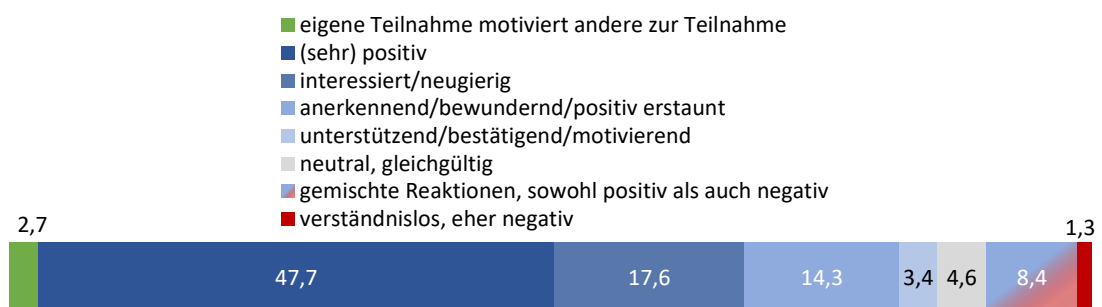 eigene Teilnahme motiviert andere zur Teilnahme
(sehr) positiv
interessiert/neugierig
anerkennend/bewundernd/positiv erstaunt
unterstützend/bestätigend/motivierend
neutral, gleichgültig
gemischte Reaktionen, sowohl positiv als auch negativ
verständnislos, eher negativ
2,7 1,3
47,7 17,6 14,3 3,4 4,6 8,4